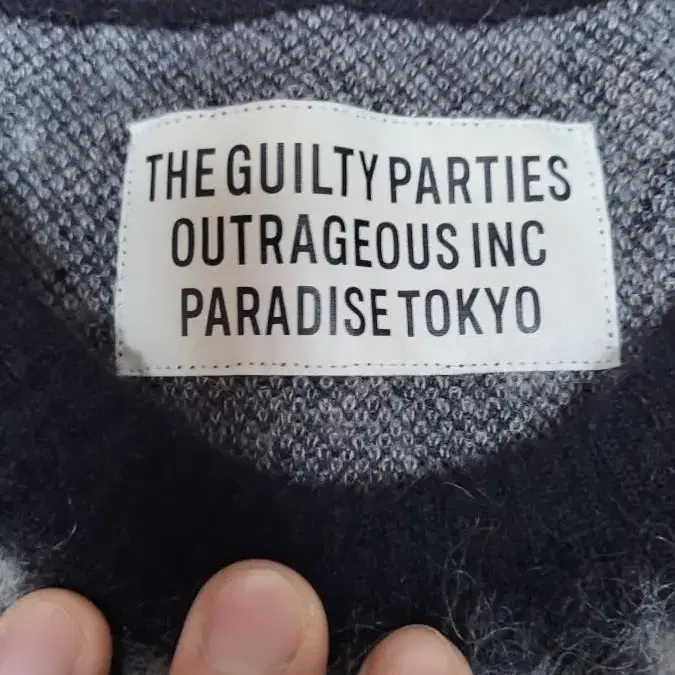 THE GUILTY PARTIES
OUTRAGEOUS INC
PARADISE TOKYO